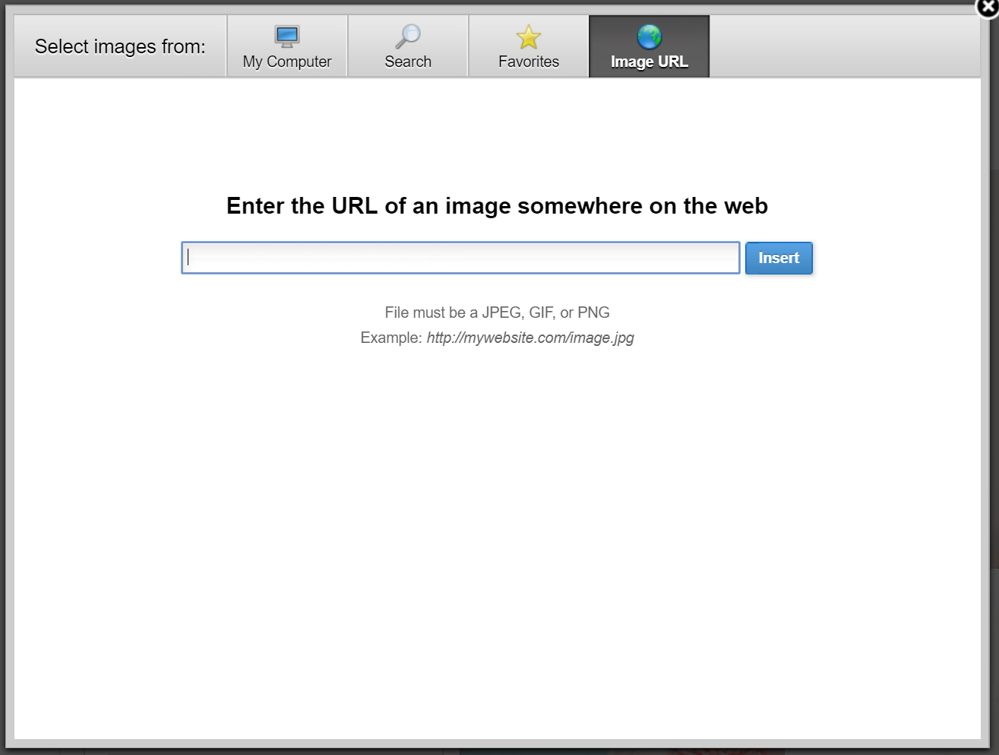 Select images from:
My Computer
Search
Favorites
Image URL
Enter the URL of an image somewhere on the web
Insert
File must be a JPEG, GIF, or PNG
Example: http://mywebsite.com/image.jpg